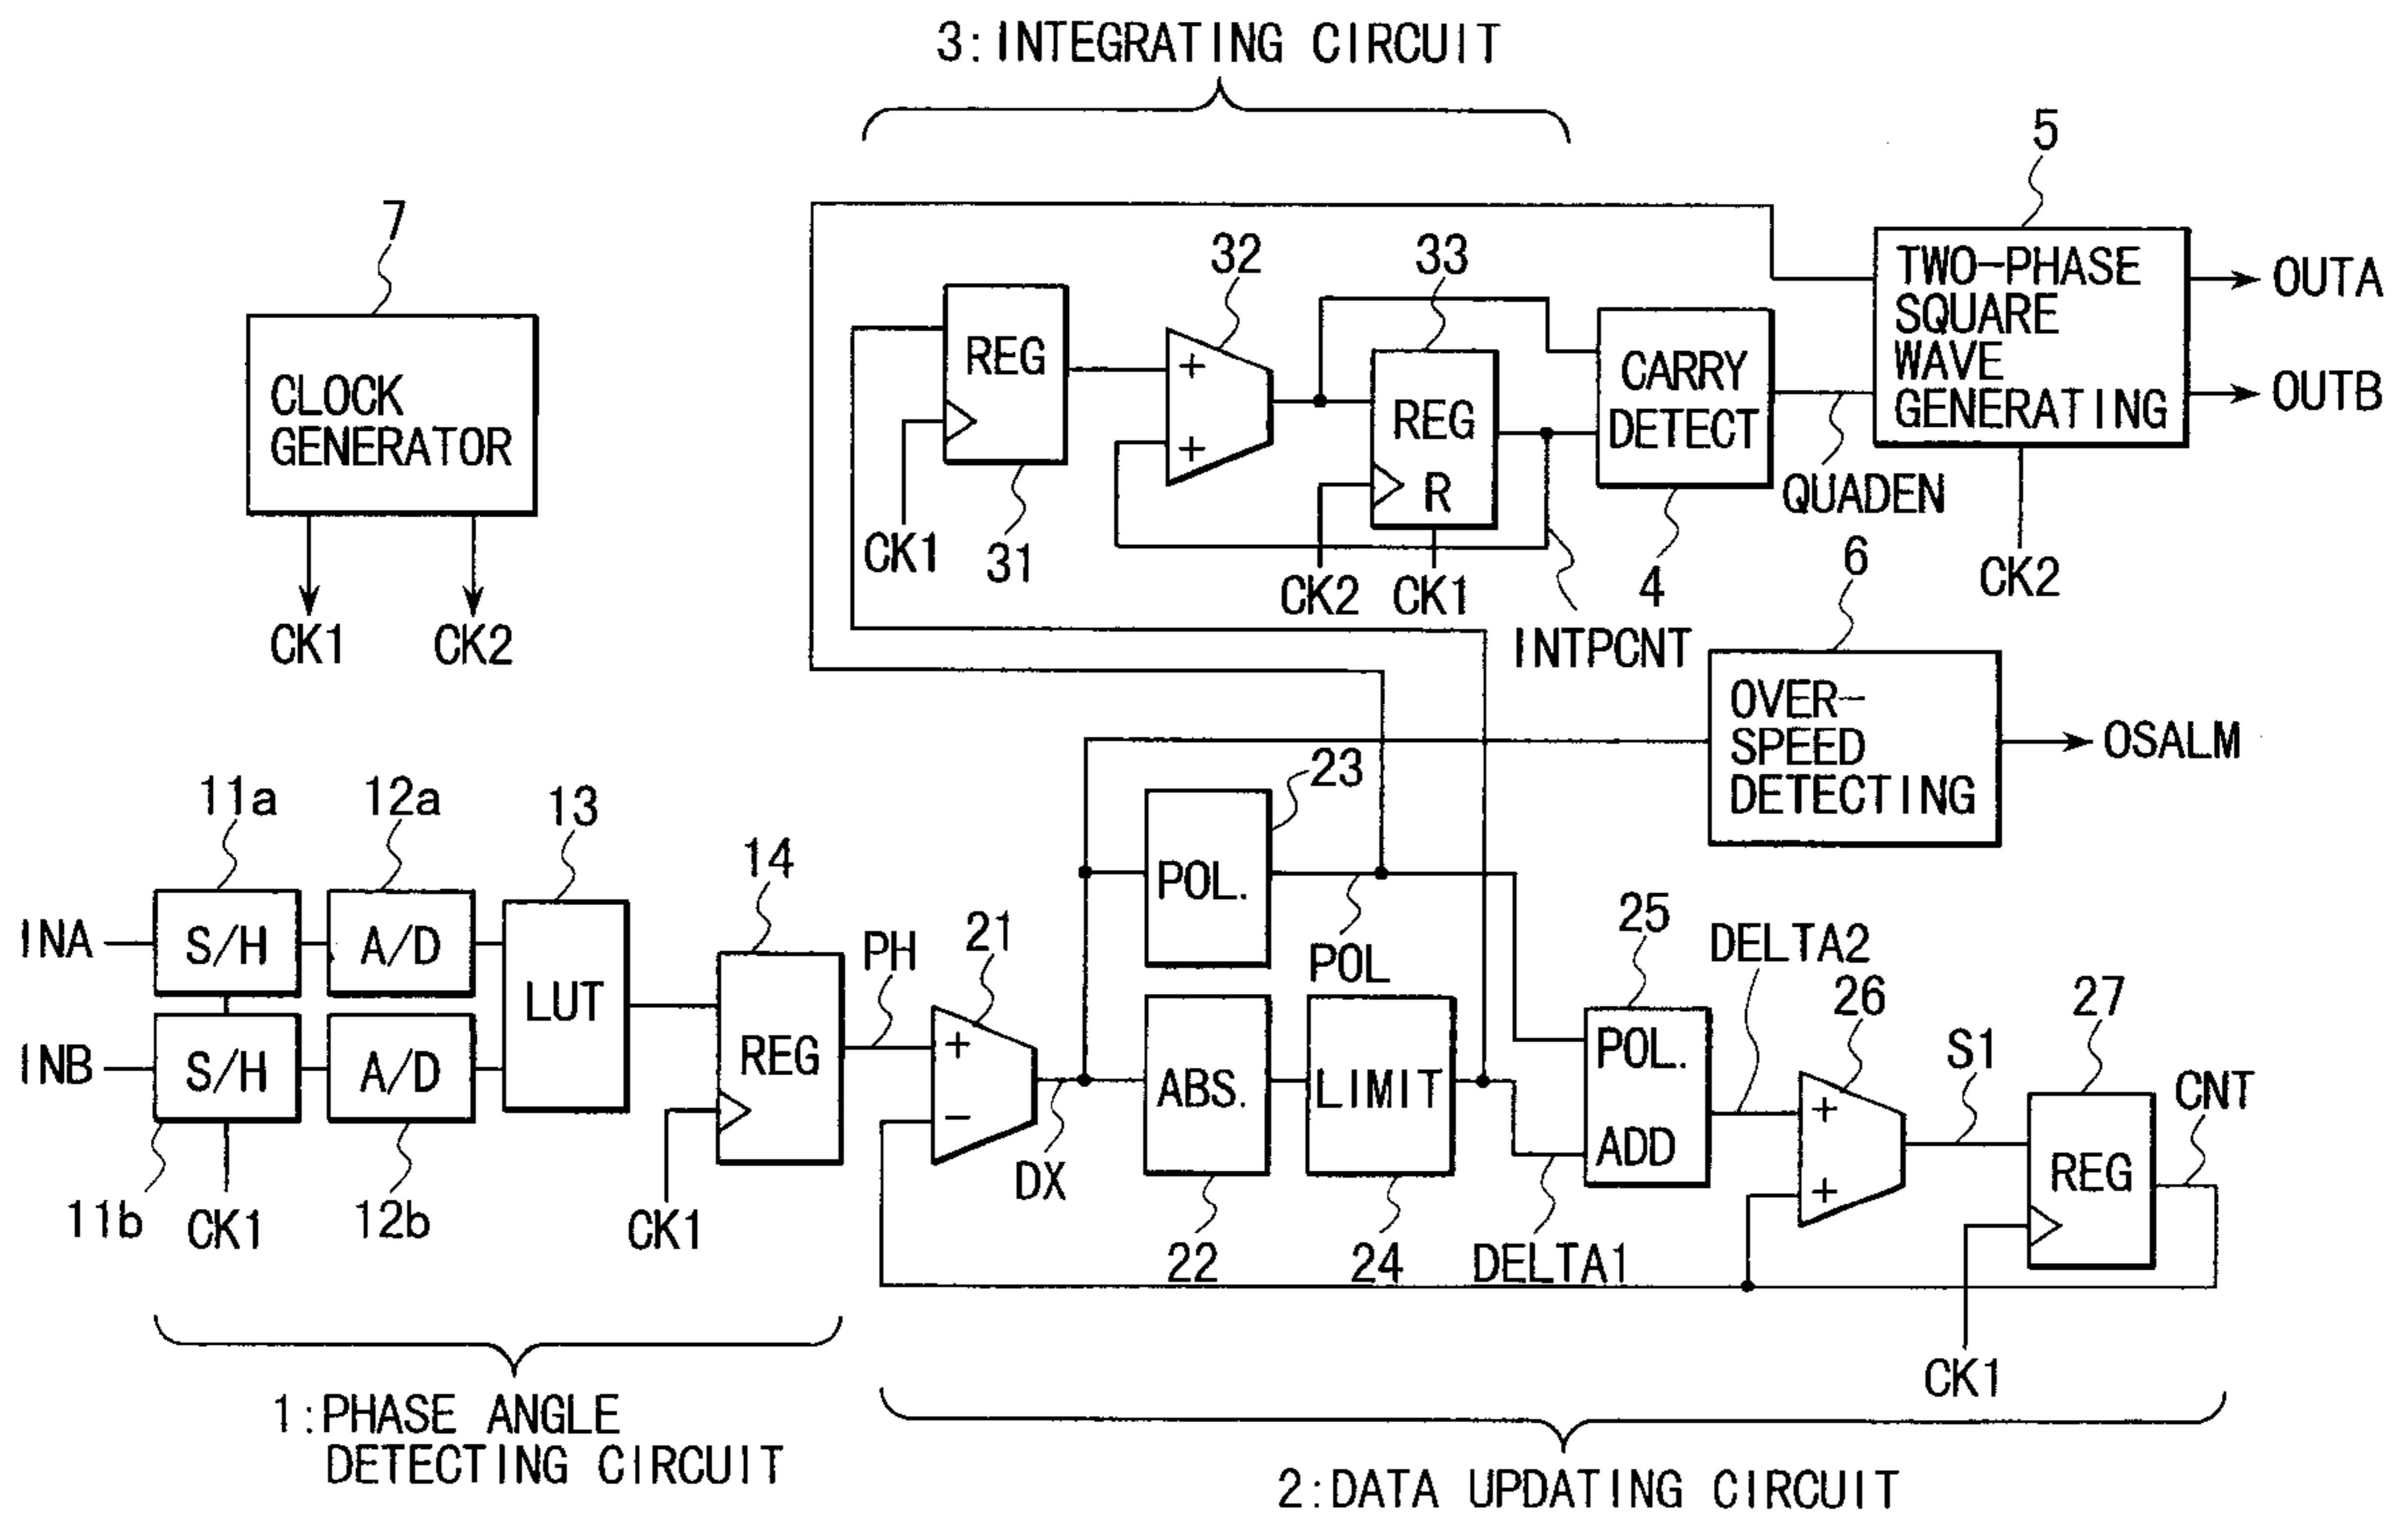 3:INTEGRATING CIRCUIT
5
7
32
33
TWO-PHASE
SQUARE
WAVE
GENERATING
OUTA
OUTB
REG
+
+
REG
R
CARRY
DETECT
CLOCK
GENERATOR
QUADEN
CK1
31
CK2
CK1
4
6
CK2
CK1
CK2
INTPCNT
OVER-
SPEED
DETECTING
OSALM
23
11a
12a
13
14
POL.
POL
INA
S/H
A/D
LUT
REG
PH
21
25
DELTA2
26
27
INB
S/H
A/D
+
-
DX
ABS.
LIMIT
POL.
ADD
+
+
S1
REG
CNT
11b
CK1
12b
CK1
22
24
DELTA1
CK1
1:PHASE ANGLE
DETECTING CIRCUIT
2:DATA UPDATING CIRCUIT